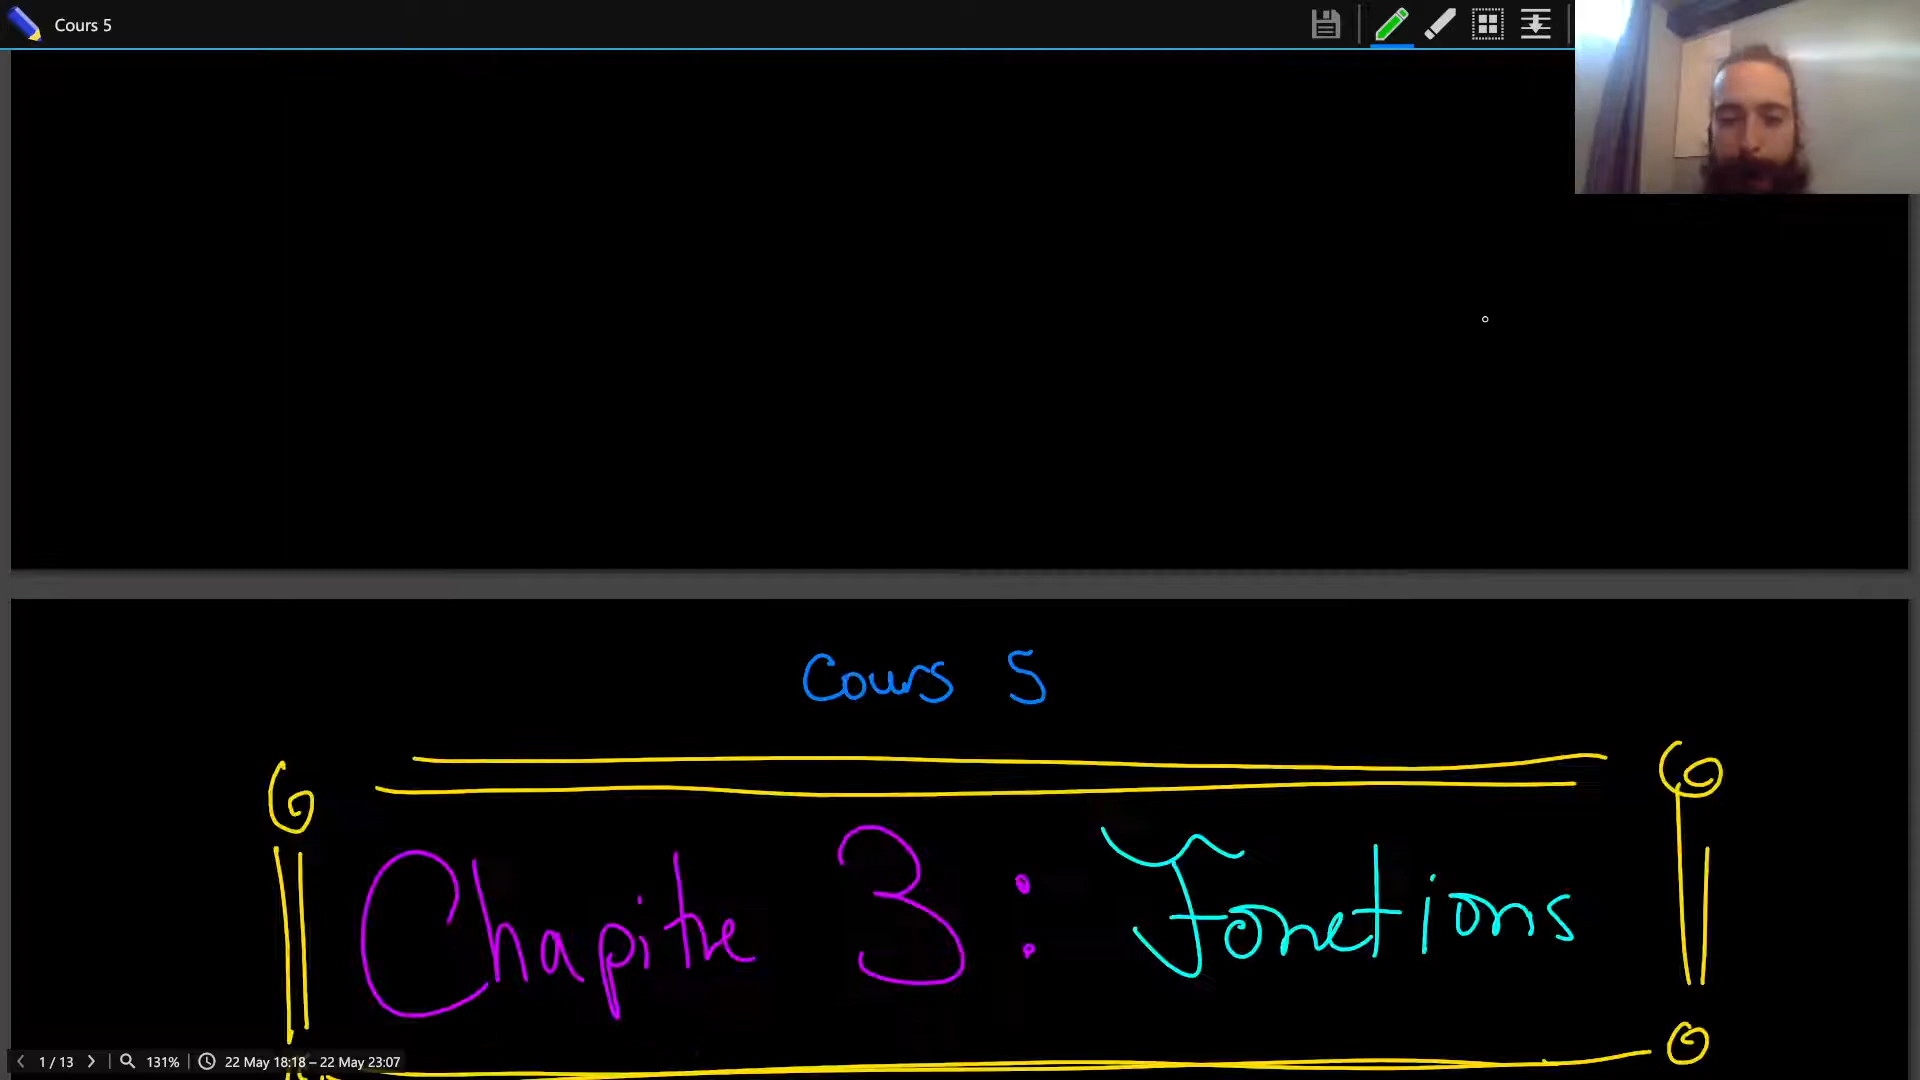 Cours 5
Cours 5
Chapitre 3 : Fonctions
1 / 13
131%
22 May 18:18 – 22 May 23:07